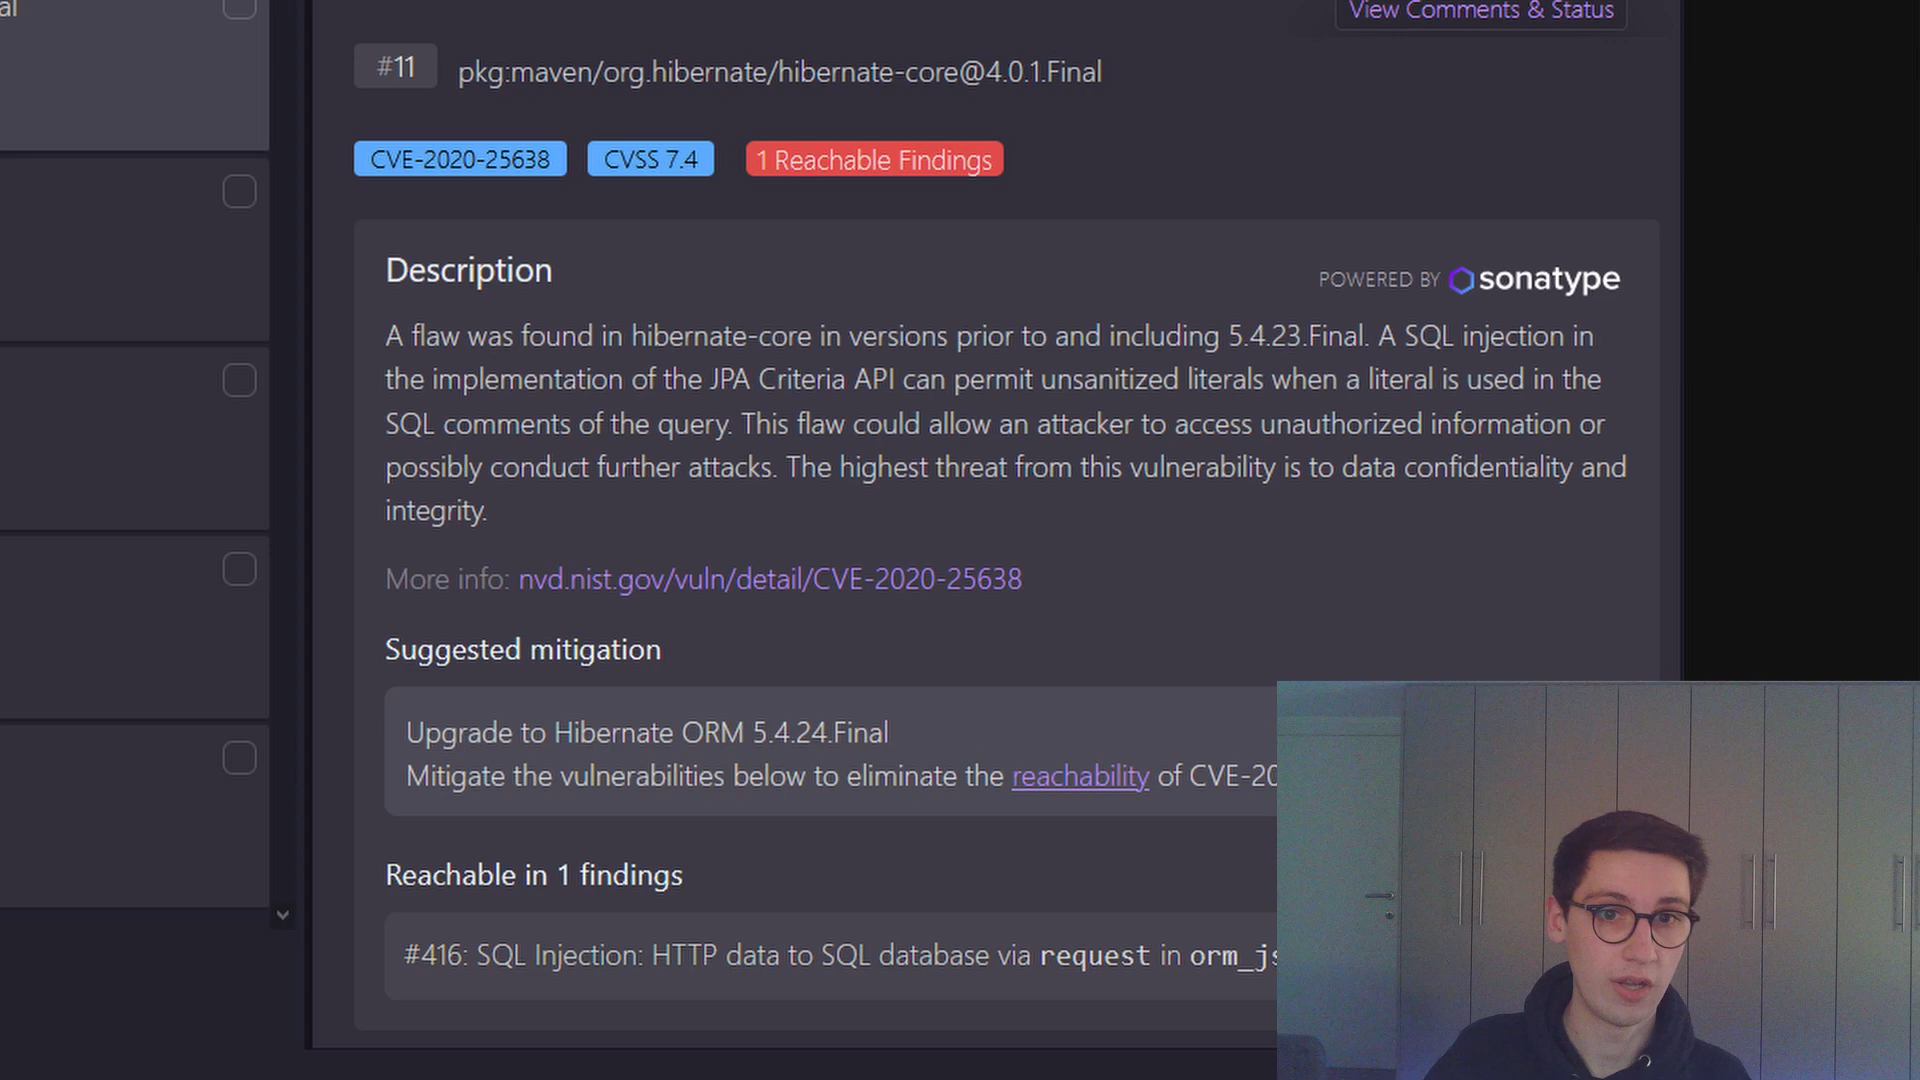 al
View Comments & Status
#11
pkg:maven/org.hibernate/hibernate-core@4.0.1.Final
CVE-2020-25638
CVSS 7.4
1 Reachable Findings
Description
POWERED BY sonatype
A flaw was found in hibernate-core in versions prior to and including 5.4.23.Final. A SQL injection in
the implementation of the JPA Criteria API can permit unsanitized literals when a literal is used in the
SQL comments of the query. This flaw could allow an attacker to access unauthorized information or
possibly conduct further attacks. The highest threat from this vulnerability is to data confidentiality and
integrity.
More info: nvd.nist.gov/vuln/detail/CVE-2020-25638
Suggested mitigation
Upgrade to Hibernate ORM 5.4.24.Final
Mitigate the vulnerabilities below to eliminate the reachability of CVE-20
Reachable in 1 findings
#416: SQL Injection: HTTP data to SQL database via request in orm_js